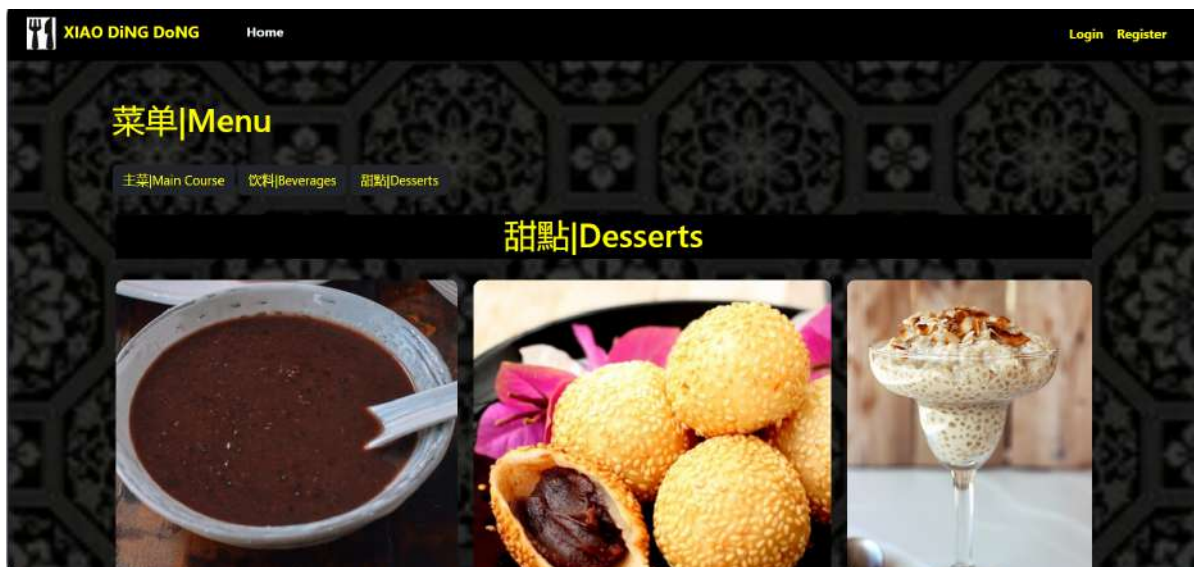 XIAO DiNG DoNG Home Login Register
菜单|Menu
主菜|Main Course 饮料|Beverages 甜點|Desserts
甜點|Desserts